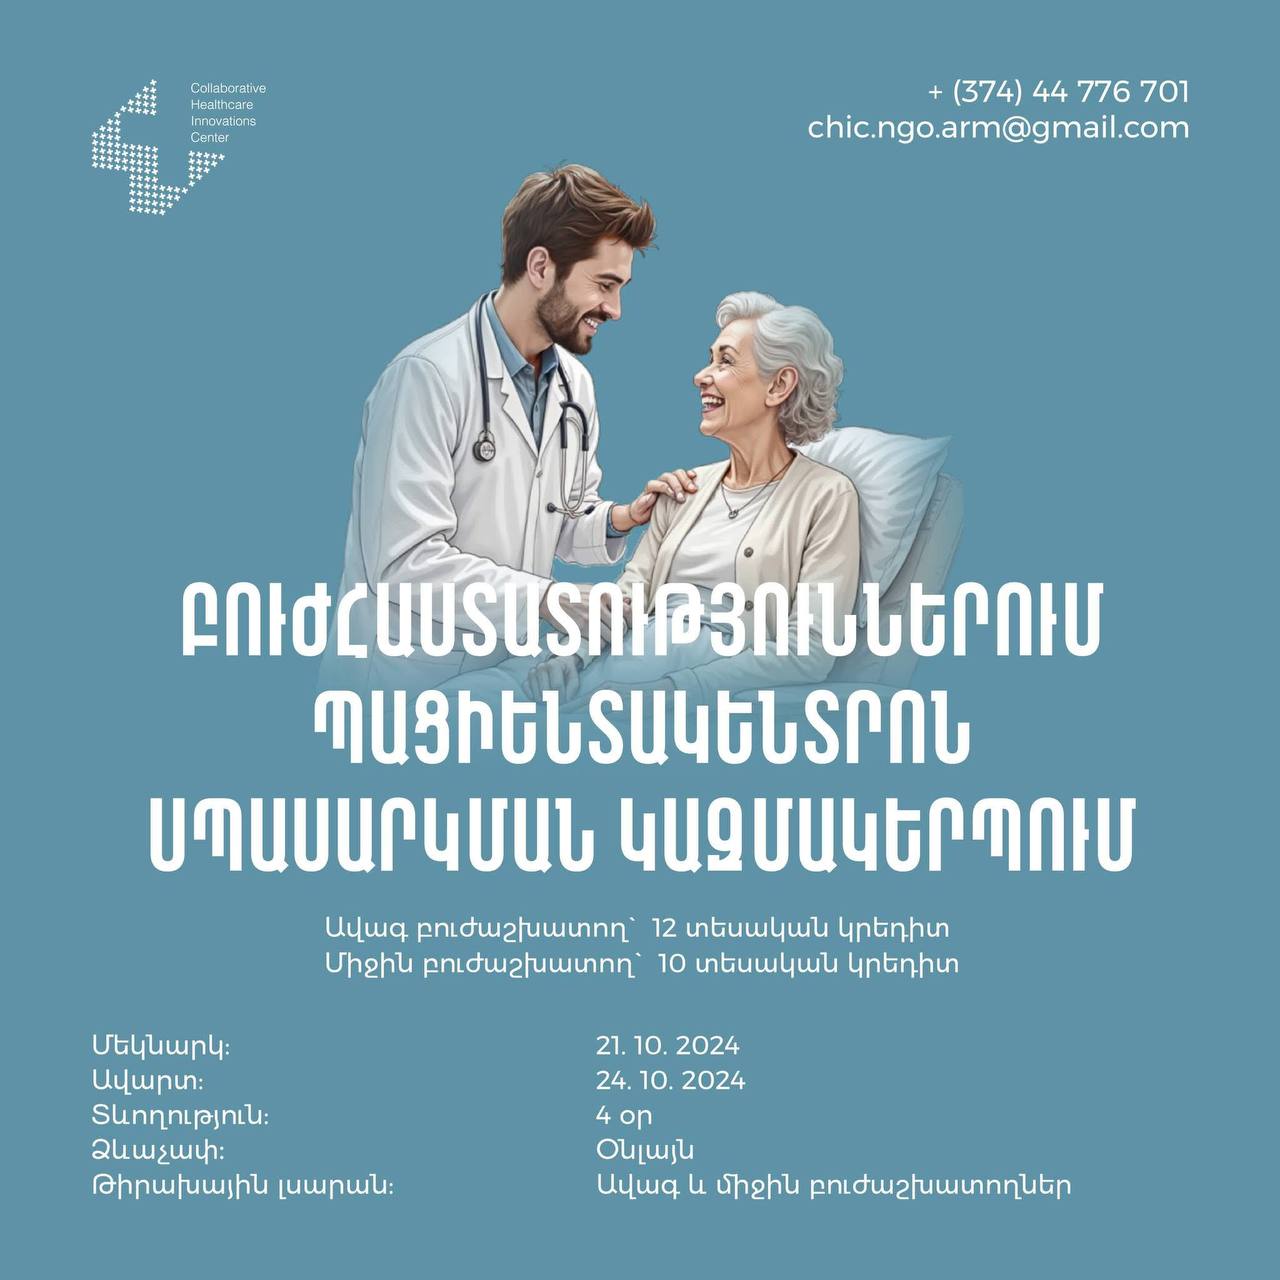 Collaborative
Healthcare
Innovations
Center
+ (374) 44 776 701
chic.ngo.arm@gmail.com
ԲՈՒԺՀԱՍՏԱՏՈՒԹՅՈՒՆՆԵՐՈՒՄ
ՊԱՑԻԵՆՏԱԿԵՆՏՐՈՆ
ՍՊԱՍԱՐԿՄԱՆ ԿԱԶՄԱԿԵՐՊՈՒՄ
Ավագ բուժաշխատող՝ 12 տեսական կրեդիտ
Միջին բուժաշխատող՝ 10 տեսական կրեդիտ
Մեկնարկ: 21. 10. 2024
Ավարտ: 24. 10. 2024
Տևողություն: 4 օր
Ձևաչափ: Օնլայն
Թիրախային լսարան: Ավագ և միջին բուժաշխատողներ